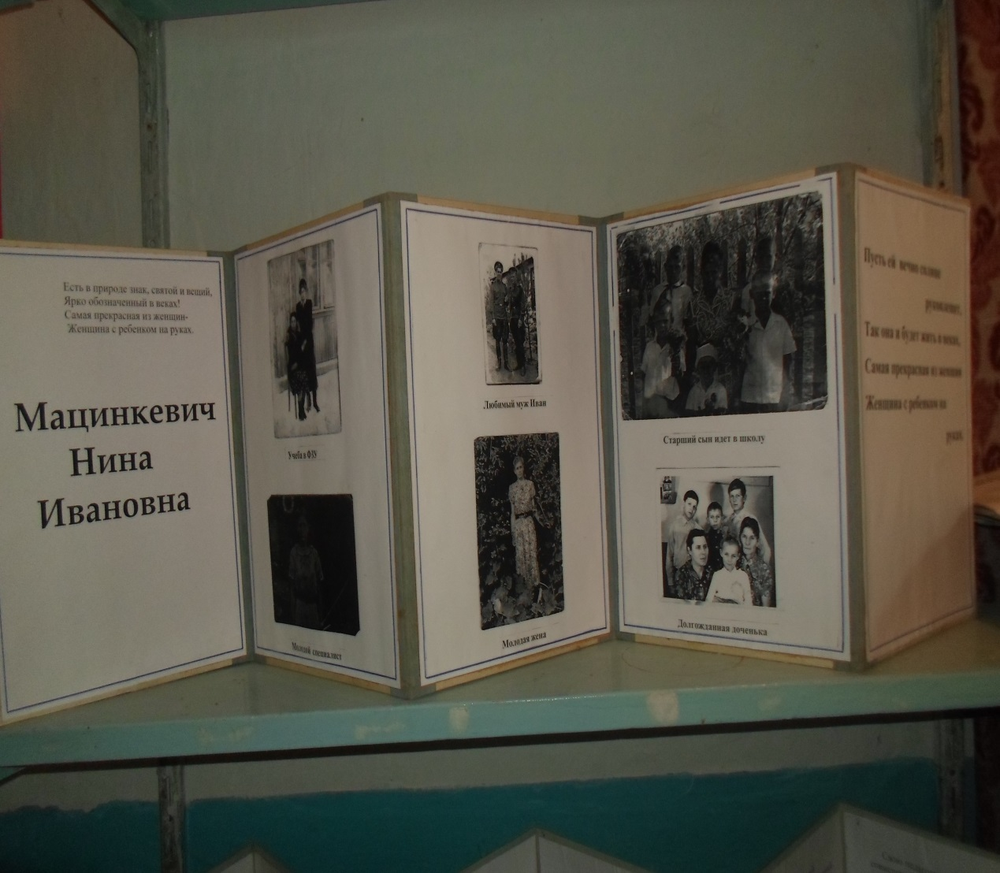 Есть в природе знак, святой и вещий,
Ярко обозначенный в веках!
Самая прекрасная из женщин-
Женщина с ребенком на руках.
Мацинкевич
Нина
Ивановна
Учеба в ФЗУ
Молодой специалист
Любимый муж Иван
Молодая жена
Старший сын идет в школу
Долгожданная доченька
Пусть ей вечно солнце
рукоплещет,
Так она и будет жить в веках,
Самая прекрасная из женщин
Женщина с ребенком на
руках.